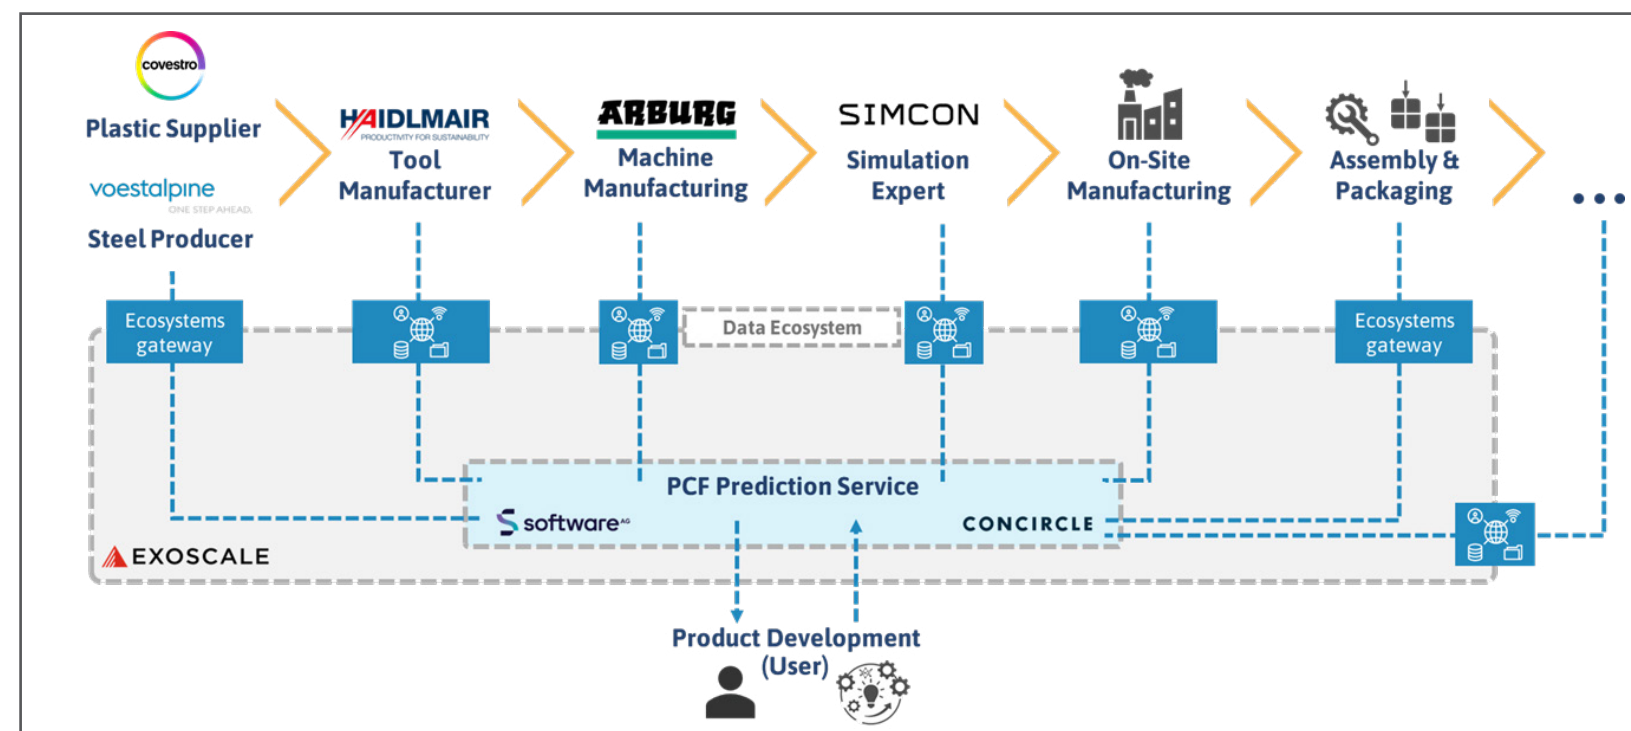 covestro
Plastic Supplier
voestalpine
ONE STEP AHEAD.
Steel Producer
HAIDLMAIR
PRODUCTIVITY FOR SUSTAINABILITY
Tool
Manufacturer
ARBURG
Machine
Manufacturing
SIMCON
Simulation
Expert
On-Site
Manufacturing
Assembly &
Packaging
...
Ecosystems
gateway
Data Ecosystem
Ecosystems
gateway
PCF Prediction Service
software AG
CONCIRCLE
EXOSCALE
Product Development
(User)